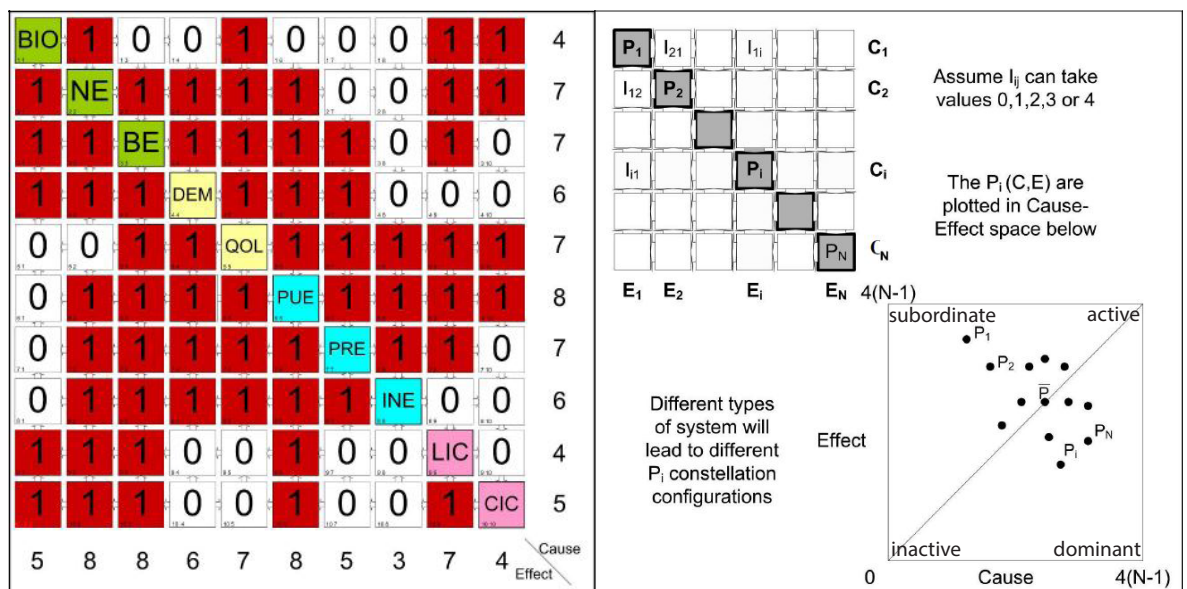 BIO 1 0 0 1 0 0 0 1 1 4
1 NE 1 1 1 1 0 0 1 1 7
1 1 BE 1 1 1 1 0 1 0 7
1 1 1 DEM 1 1 1 0 0 0 6
0 0 1 1 QOL 1 1 1 1 1 7
0 1 1 1 1 PUE 1 1 1 1 8
0 1 1 1 1 1 PRE 1 1 0 7
0 1 1 1 1 1 1 INE 0 0 6
1 1 1 0 0 1 0 0 LIC 0 4
1 1 1 0 0 1 0 0 1 CIC 5
5 8 8 6 7 8 5 3 7 4
Cause
Effect
P1 I21 I1i C1
I12 P2 C2
Ii1 Pi Ci
PN CN
E1 E2 Ei EN 4(N-1)
Assume Iij can take
values 0,1,2,3 or 4
The Pi (C,E) are
plotted in Cause-
Effect space below
Different types
of system will
lead to different
Pi constellation
configurations
subordinate active
P1
P2
P̅
PN
Pi
Effect
inactive dominant
0 Cause 4(N-1)